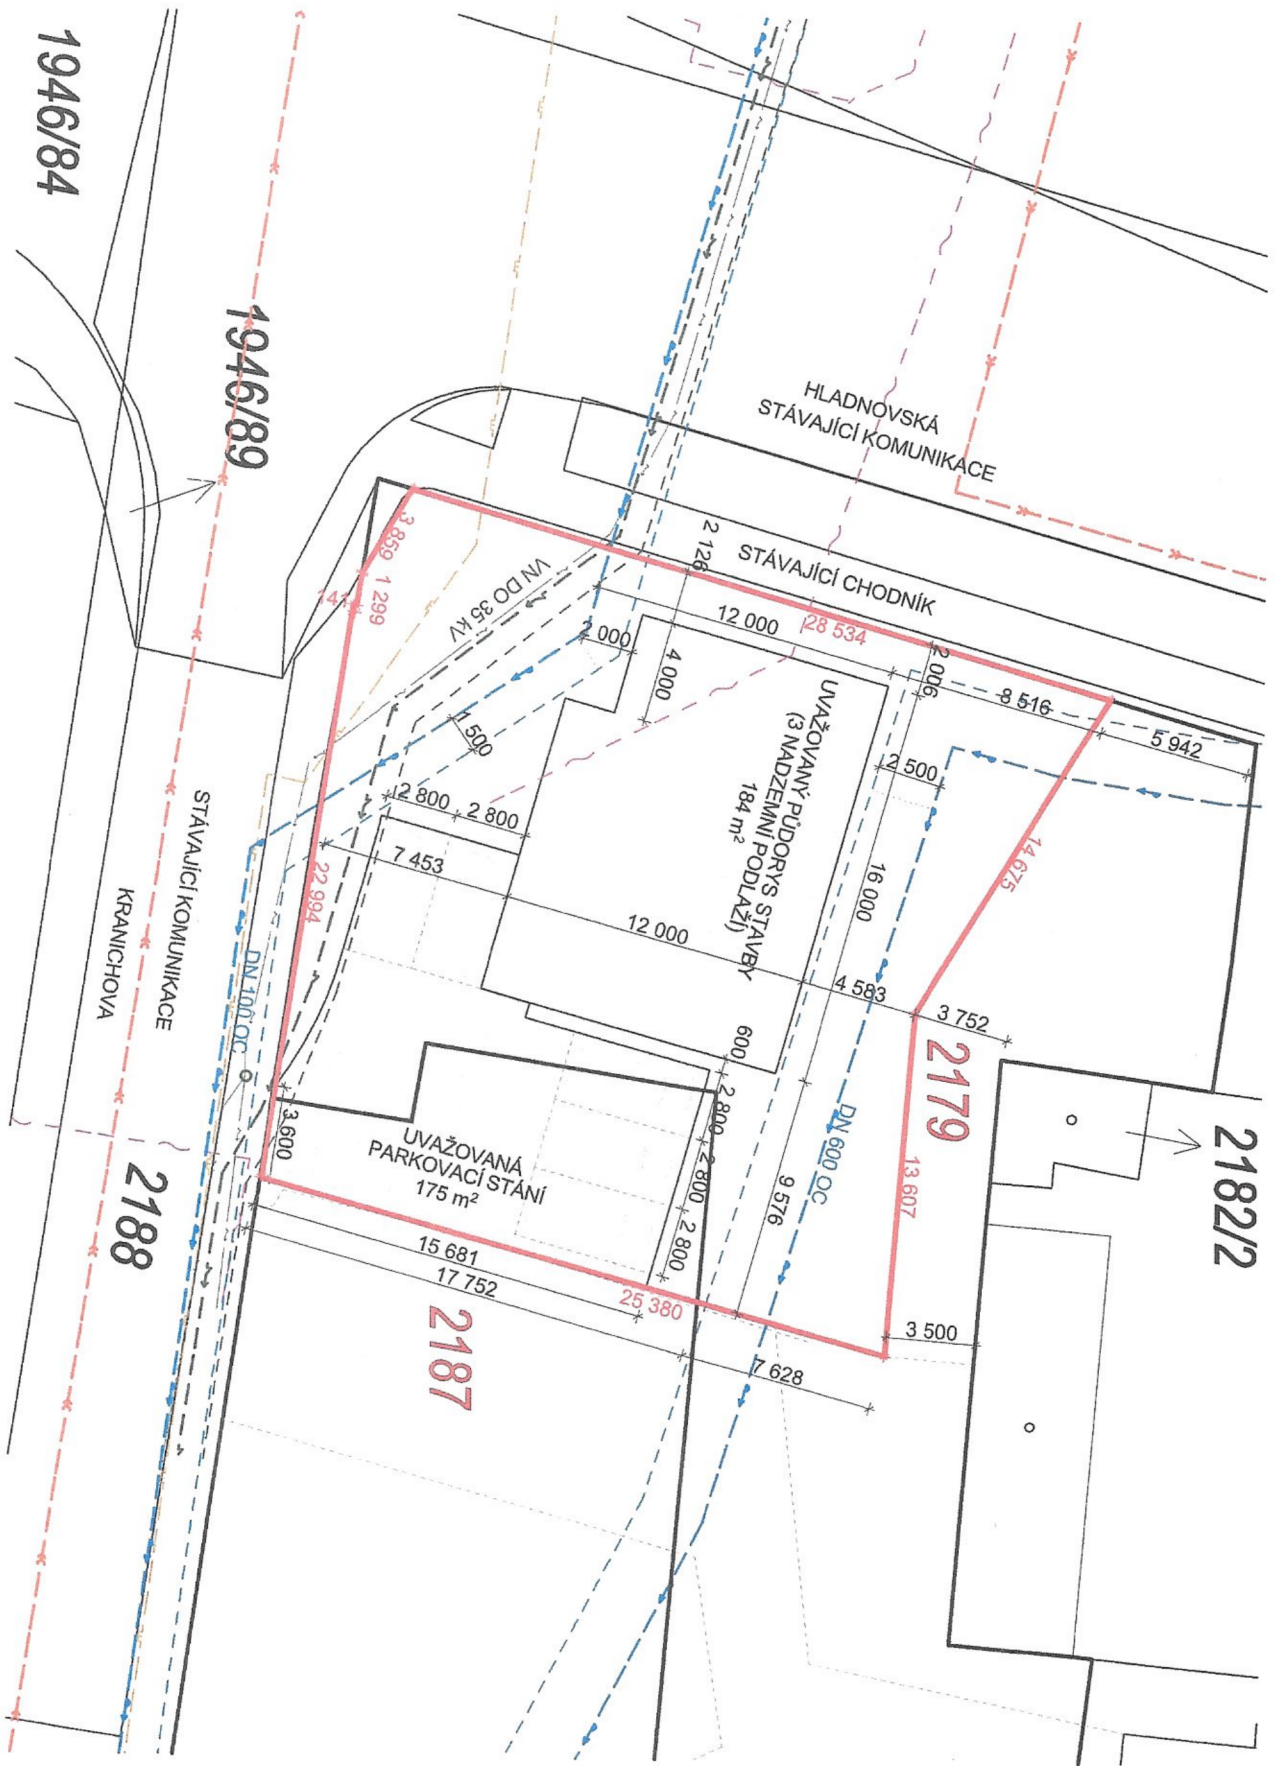 1946/84
1946/89
HLADNOVSKÁ
STÁVAJÍCÍ KOMUNIKACE
STÁVAJÍCÍ CHODNÍK
2 126
12 000
28 534
2 006
8 516
5 942
3 859
1 299
141
VN DO 35 KV
2 000
4 000
1 500
UVAŽOVANÝ PŮDORYS STAVBY
(3 NADZEMNÍ PODLAŽÍ)
184 m²
2 500
14 675
2 800
2 800
7 453
12 000
16 000
4 583
3 752
22 994
STÁVAJÍCÍ KOMUNIKACE
KRANICHOVA
DN 100 OC
600
2 800
2 800
2 800
9 576
DN 600 OC
2179
13 607
2182/2
3 600
UVAŽOVANÁ
PARKOVACÍ STÁNÍ
175 m²
2188
15 681
17 752
25 380
2187
7 628
3 500